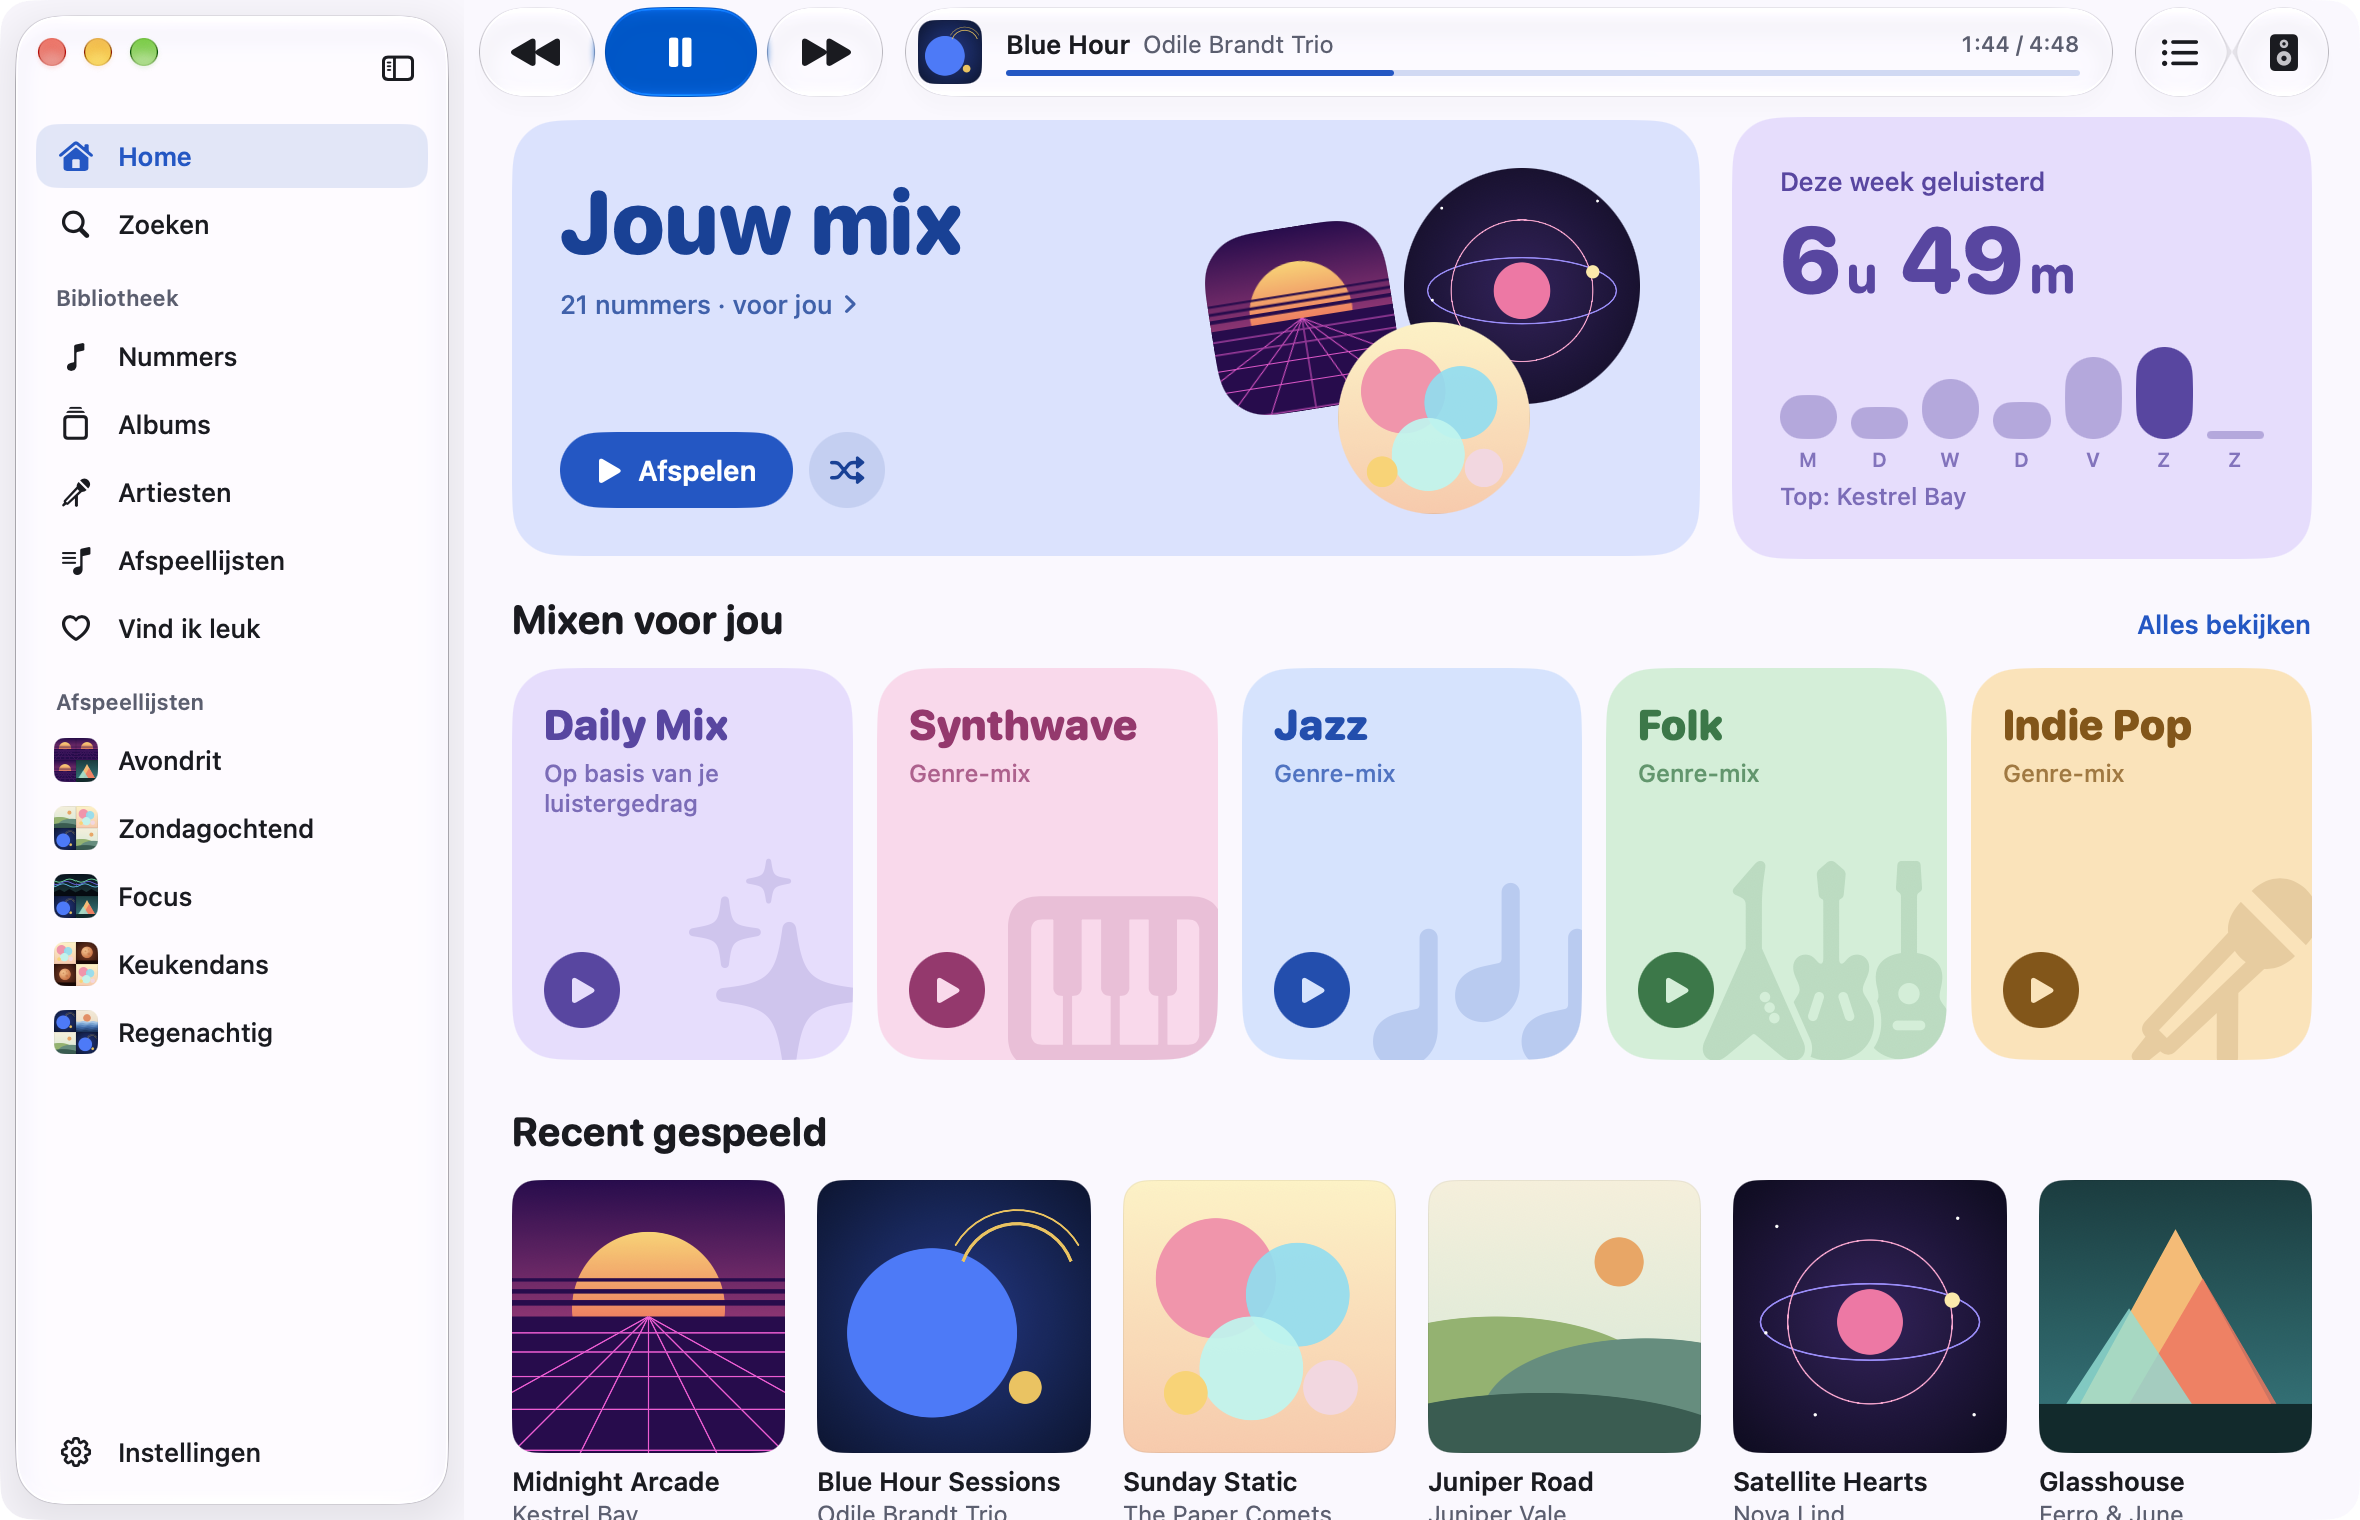 Blue Hour Odile Brandt Trio 1:44 / 4:48
Home
Zoeken
Bibliotheek
Nummers
Albums
Artiesten
Afspeellijsten
Vind ik leuk
Afspeellijsten
Avondrit
Zondagochtend
Focus
Keukendans
Regenachtig
Instellingen
Jouw mix
21 nummers · voor jou
Afspelen
Deze week geluisterd
6u 49m
M D W D V Z Z
Top: Kestrel Bay
Mixen voor jou
Alles bekijken
Daily Mix
Op basis van je
luistergedrag
Synthwave
Genre-mix
Jazz
Genre-mix
Folk
Genre-mix
Indie Pop
Genre-mix
Recent gespeeld
Midnight Arcade
Kestrel Bay
Blue Hour Sessions
Odile Brandt Trio
Sunday Static
The Paper Comets
Juniper Road
Juniper Vale
Satellite Hearts
Nova Lind
Glasshouse
Ferro & June